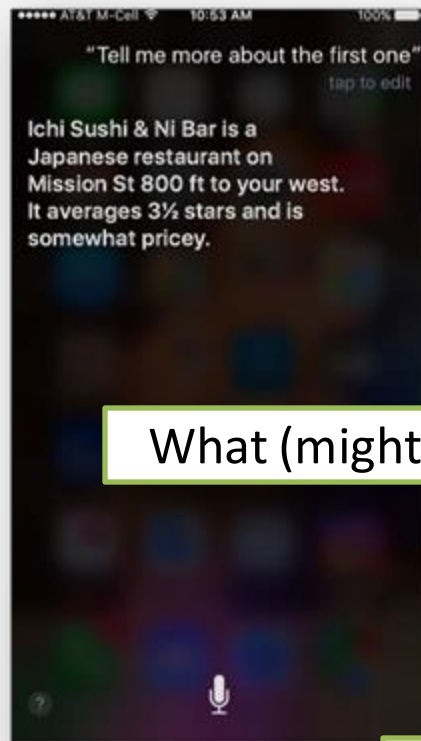 AT&T M-Cell 10:53 AM 100%
"Tell me more about the first one"
tap to edit
Ichi Sushi & Ni Bar is a
Japanese restaurant on
Mission St 800 ft to your west.
It averages 3½ stars and is
somewhat pricey.
What (might
?